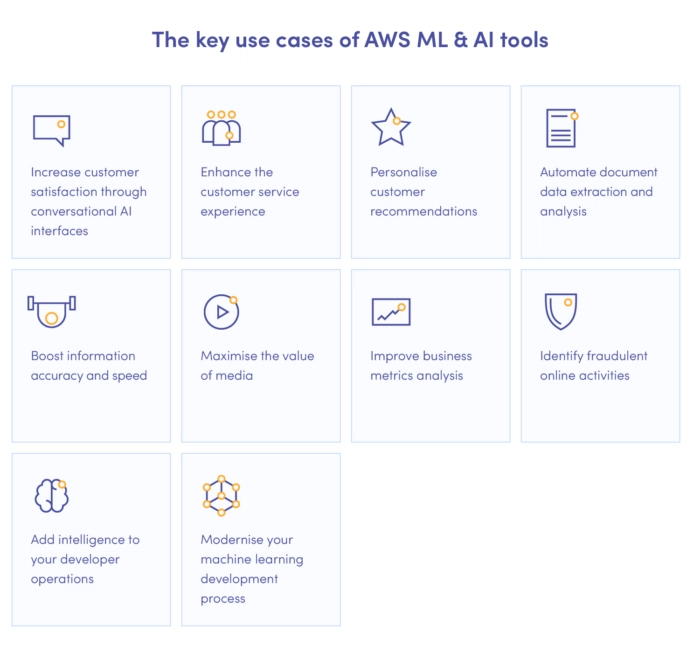 The key use cases of AWS ML & AI tools
Increase customer
satisfaction through
conversational AI
interfaces
Enhance the
customer service
experience
Personalise
customer
recommendations
Automate document
data extraction and
analysis
Boost information
accuracy and speed
Maximise the value
of media
Improve business
metrics analysis
Identify fraudulent
online activities
Add intelligence to
your developer
operations
Modernise your
machine learning
development
process